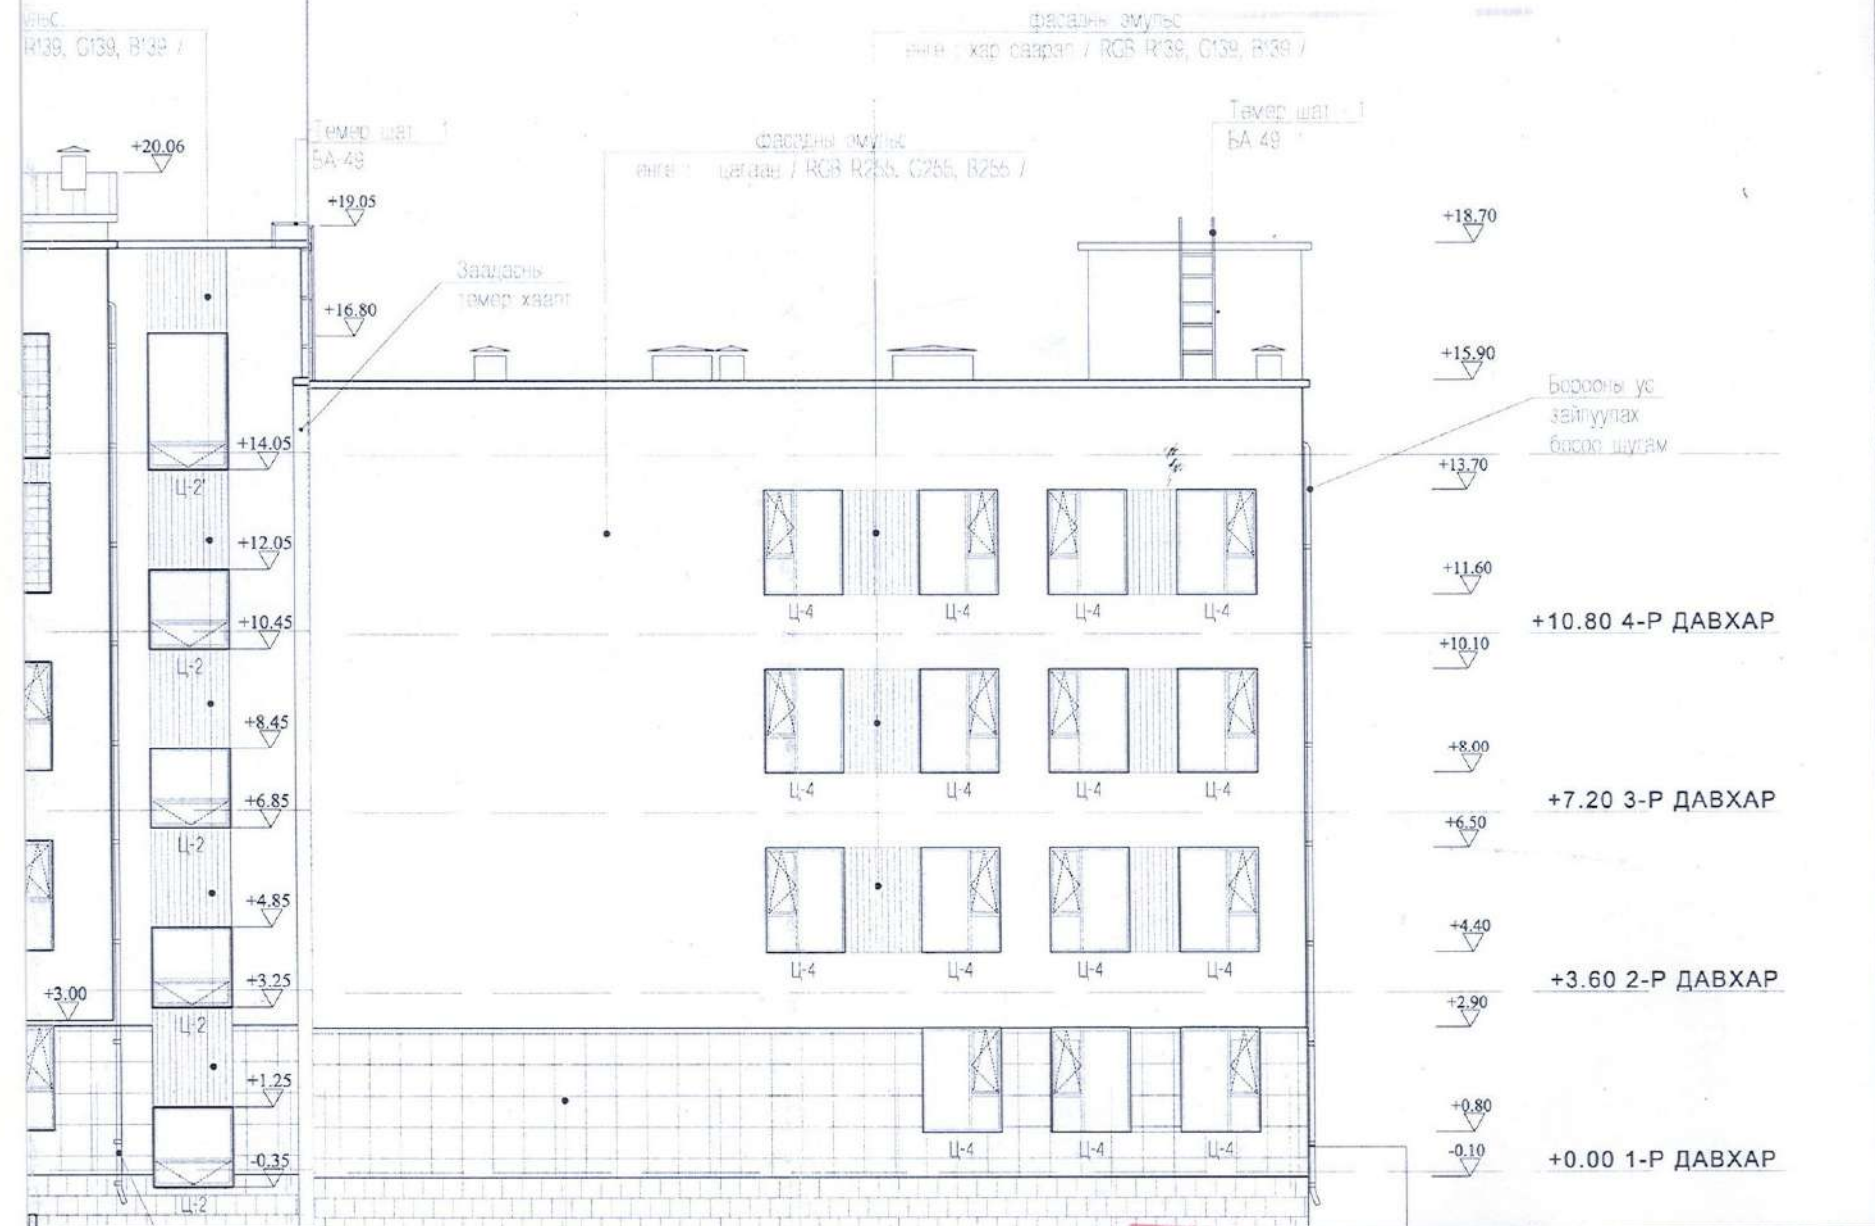 R139, G139, B139 /
фасадны эмульс
өнгө : хар саарал / RGB R139, G139, B139 /
Төмөр шат - 1
БА-49
фасадны эмульс
өнгө : цагаан / RGB R255, G255, B255 /
Төмөр шат - 1
БА-49
+20.06
+19.05
+18.70
Заадасны
төмөр хаалт
+16.80
+15.90
Борооны ус
зайлуулах
босоо шугам
+14.05
+13.70
Ц-2
+12.05
+11.60
Ц-4 Ц-4 Ц-4 Ц-4
+10.80 4-Р ДАВХАР
+10.45
+10.10
Ц-2
+8.45
+8.00
Ц-4 Ц-4 Ц-4 Ц-4
+7.20 3-Р ДАВХАР
+6.85
+6.50
Ц-2
+4.85
+4.40
Ц-4 Ц-4 Ц-4 Ц-4
+3.60 2-Р ДАВХАР
+3.25
+3.00
+2.90
Ц-2
+1.25
+0.80
Ц-4 Ц-4 Ц-4
-0.10
+0.00 1-Р ДАВХАР
-0.35
Ц-2